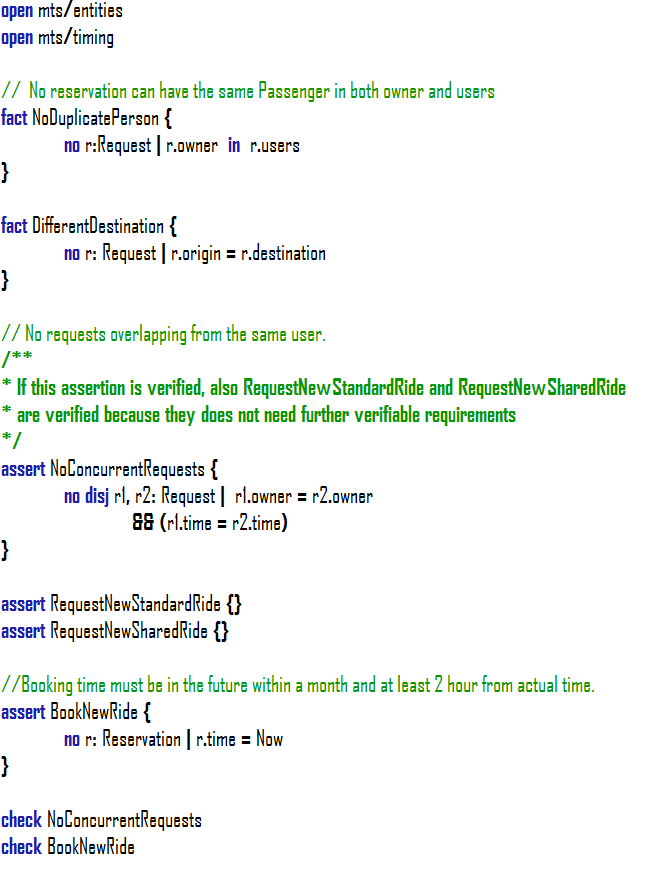 open mts/entities
open mts/timing
// No reservation can have the same Passenger in both owner and users
fact NoDuplicatePerson {
no r:Request | r.owner in r.users
}
fact DifferentDestination {
no r: Request | r.origin = r.destination
}
// No requests overlapping from the same user.
/**
* If this assertion is verified, also RequestNewStandardRide and RequestNewSharedRide
* are verified because they does not need further verifiable requirements
*/
assert NoConcurrentRequests {
no disj r1, r2: Request | r1.owner = r2.owner
&& (r1.time = r2.time)
}
assert RequestNewStandardRide {}
assert RequestNewSharedRide {}
//Booking time must be in the future within a month and at least 2 hour from actual time.
assert BookNewRide {
no r: Reservation | r.time = Now
}
check NoConcurrentRequests
check BookNewRide